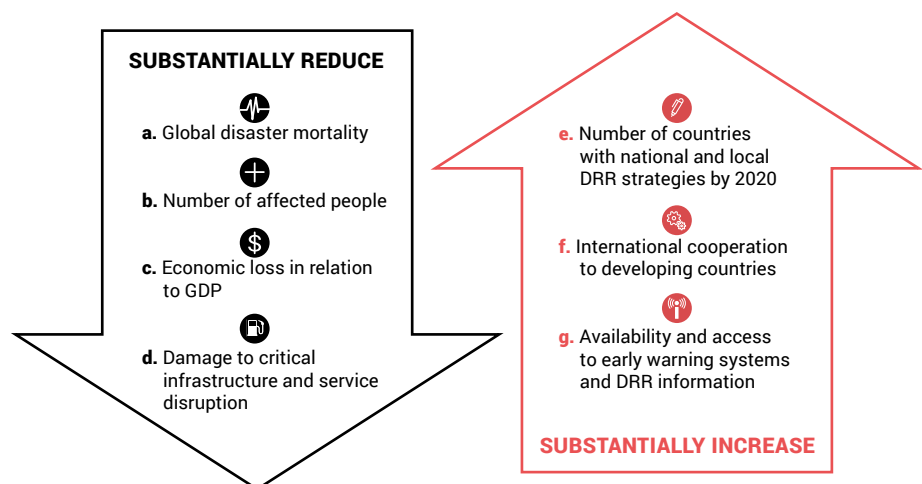 SUBSTANTIALLY REDUCE
a. Global disaster mortality
b. Number of affected people
$
c. Economic loss in relation
to GDP
d. Damage to critical
infrastructure and service
disruption
e. Number of countries
with national and local
DRR strategies by 2020
f. International cooperation
to developing countries
g. Availability and access
to early warning systems
and DRR information
SUBSTANTIALLY INCREASE